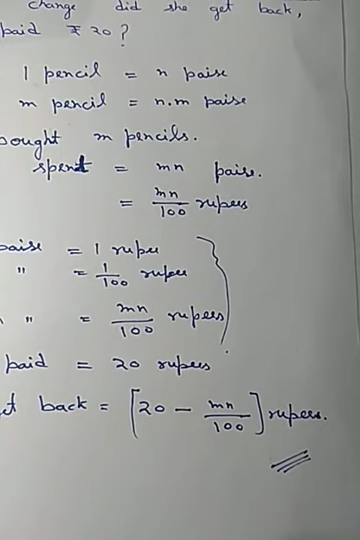 change did she get back,
paid ₹ 20?
1 pencil = n paise
m pencil = n.m paise
bought m pencils.
spent = mn paise.
= mn/100 rupees
paise = 1 rupee
" = 1/100 rupee
" = mn/100 rupees
paid = 20 rupees
back = [20 - mn/100] rupees.